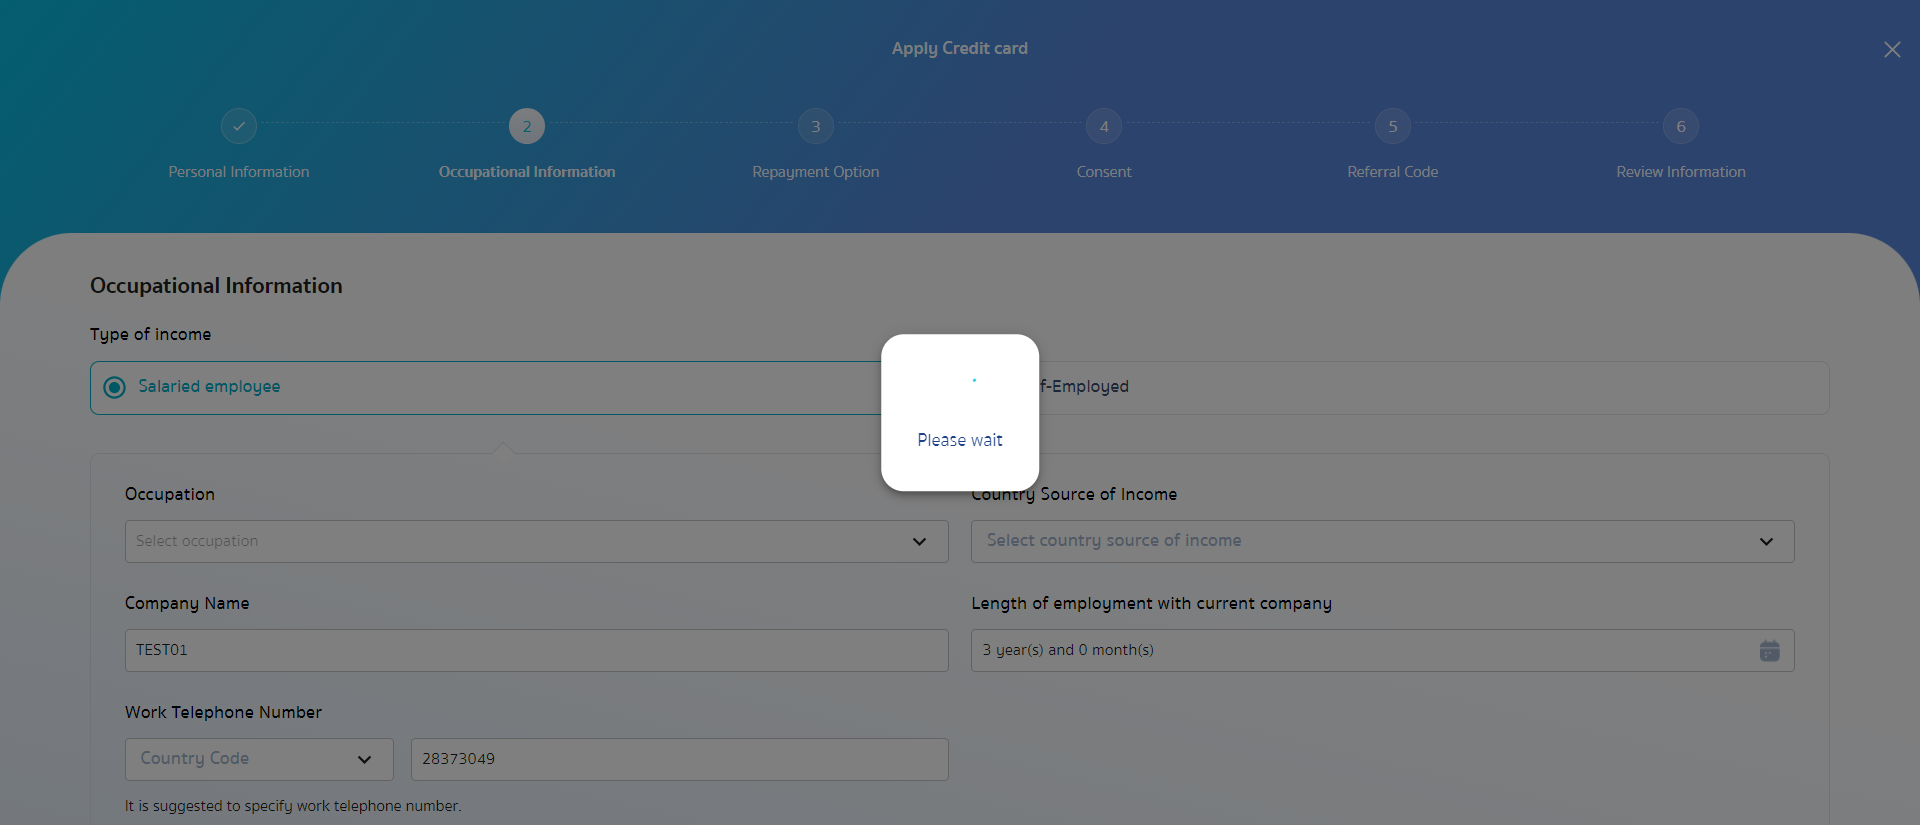 Apply Credit card
2
3
4
5
6
Personal Information
Occupational Information
Repayment Option
Consent
Referral Code
Review Information
Occupational Information
Type of income
Salaried employee
f-Employed
Please wait
Occupation
Country Source of Income
Select occupation
Select country source of income
Company Name
Length of employment with current company
TEST01
3 year(s) and 0 month(s)
Work Telephone Number
Country Code
28373049
It is suggested to specify work telephone number.